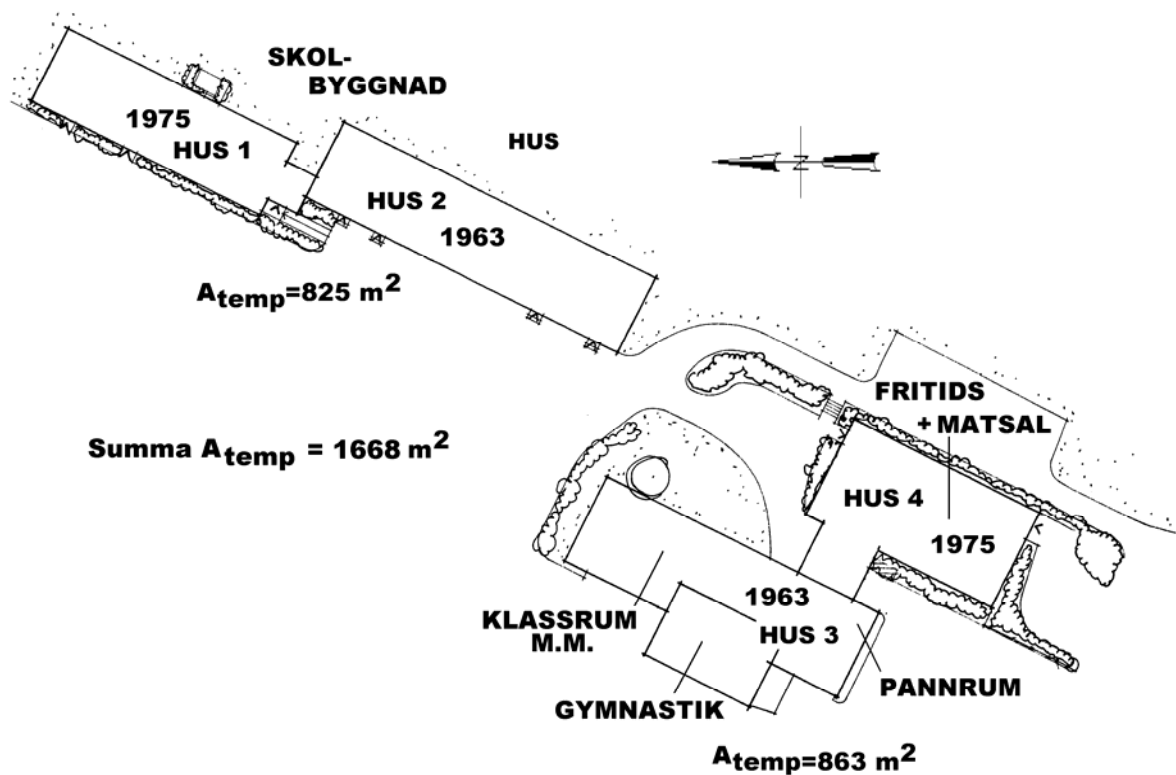 SKOL-
BYGGNAD
1975
HUS 1
HUS
HUS 2
1963
N
Atemp=825 m²
FRITIDS
+ MATSAL
Summa Atemp = 1668 m²
HUS 4
1975
1963
HUS 3
KLASSRUM
M.M.
PANNRUM
GYMNASTIK
Atemp=863 m²